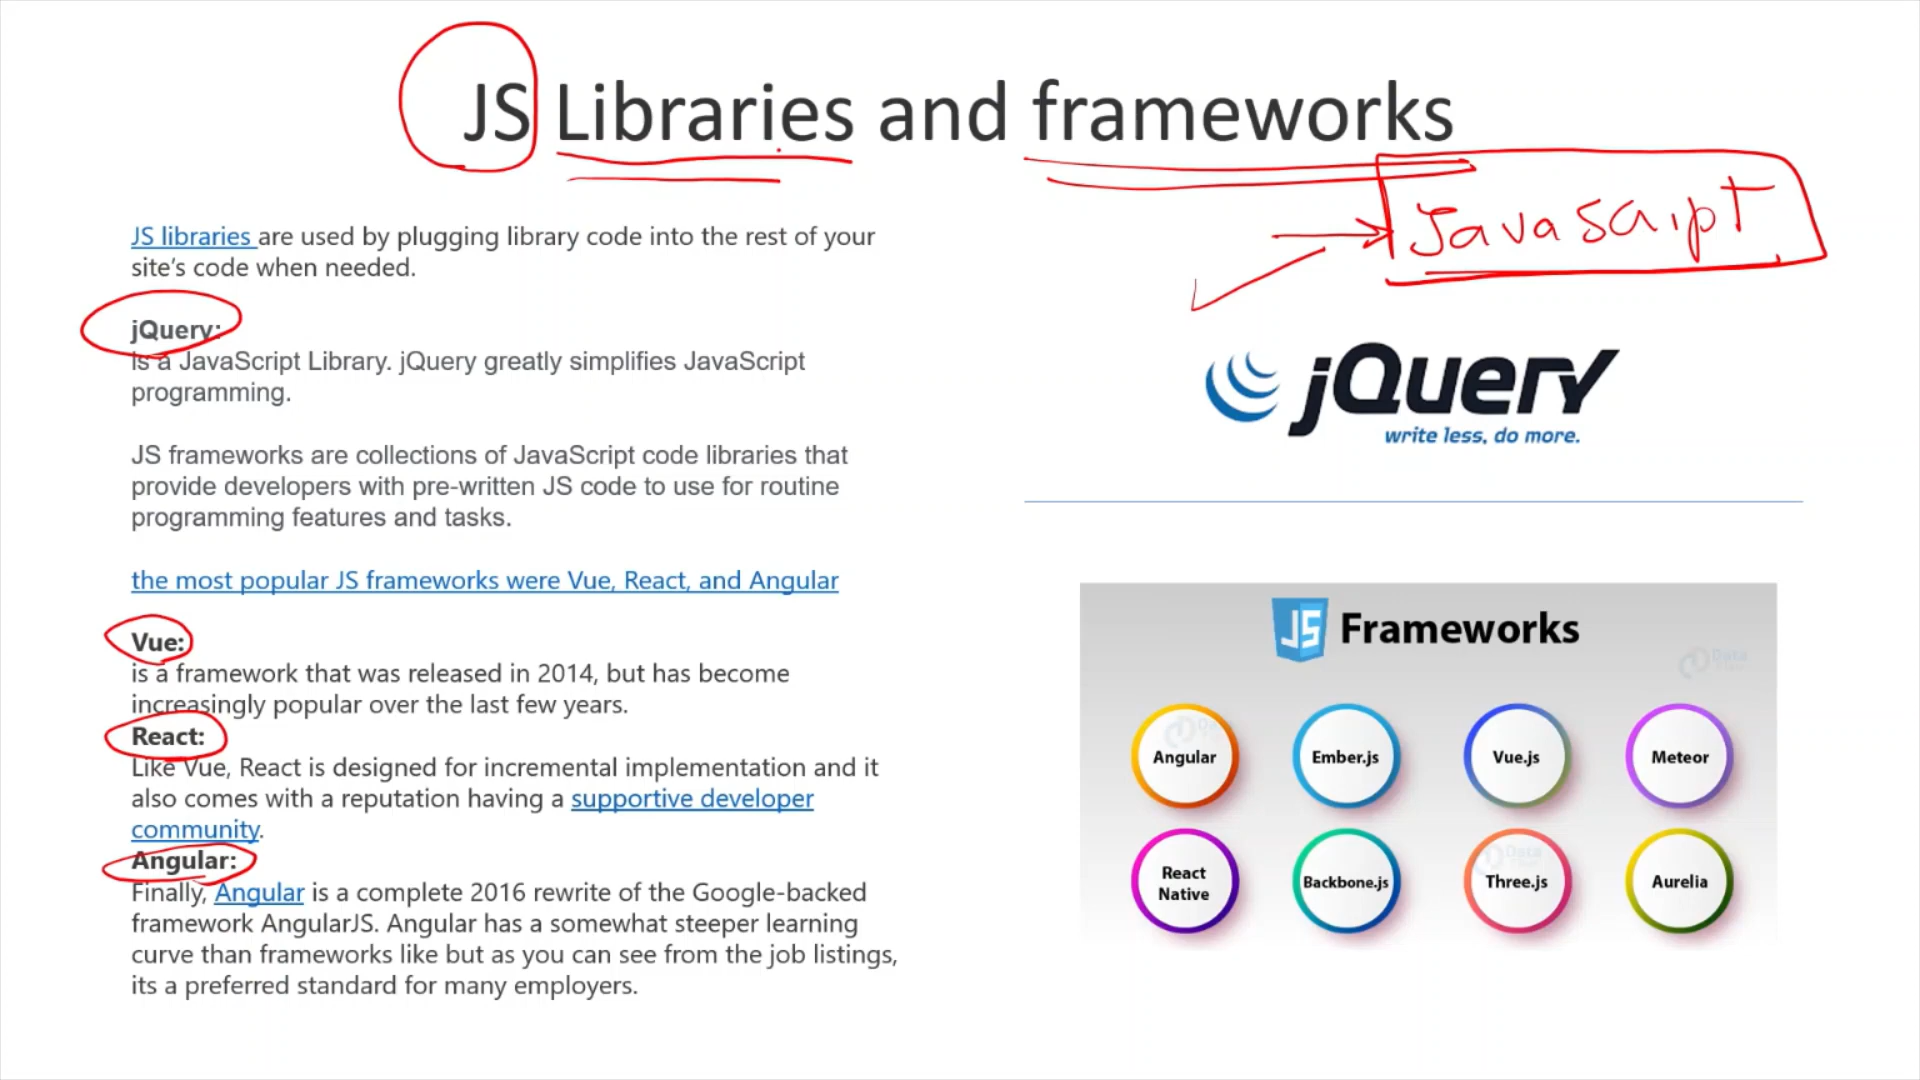 JS Libraries and frameworks
JavaScript
JS libraries are used by plugging library code into the rest of your
site's code when needed.
jQuery:
is a JavaScript Library. jQuery greatly simplifies JavaScript
programming.
JS frameworks are collections of JavaScript code libraries that
provide developers with pre-written JS code to use for routine
programming features and tasks.
the most popular JS frameworks were Vue, React, and Angular
Vue:
is a framework that was released in 2014, but has become
increasingly popular over the last few years.
React:
Like Vue, React is designed for incremental implementation and it
also comes with a reputation having a supportive developer
community.
Angular:
Finally, Angular is a complete 2016 rewrite of the Google-backed
framework AngularJS. Angular has a somewhat steeper learning
curve than frameworks like but as you can see from the job listings,
its a preferred standard for many employers.
jQuery
write less, do more.
JS Frameworks
Data
Angular
Ember.js
Vue.js
Meteor
React
Native
Backbone.js
Three.js
Aurelia